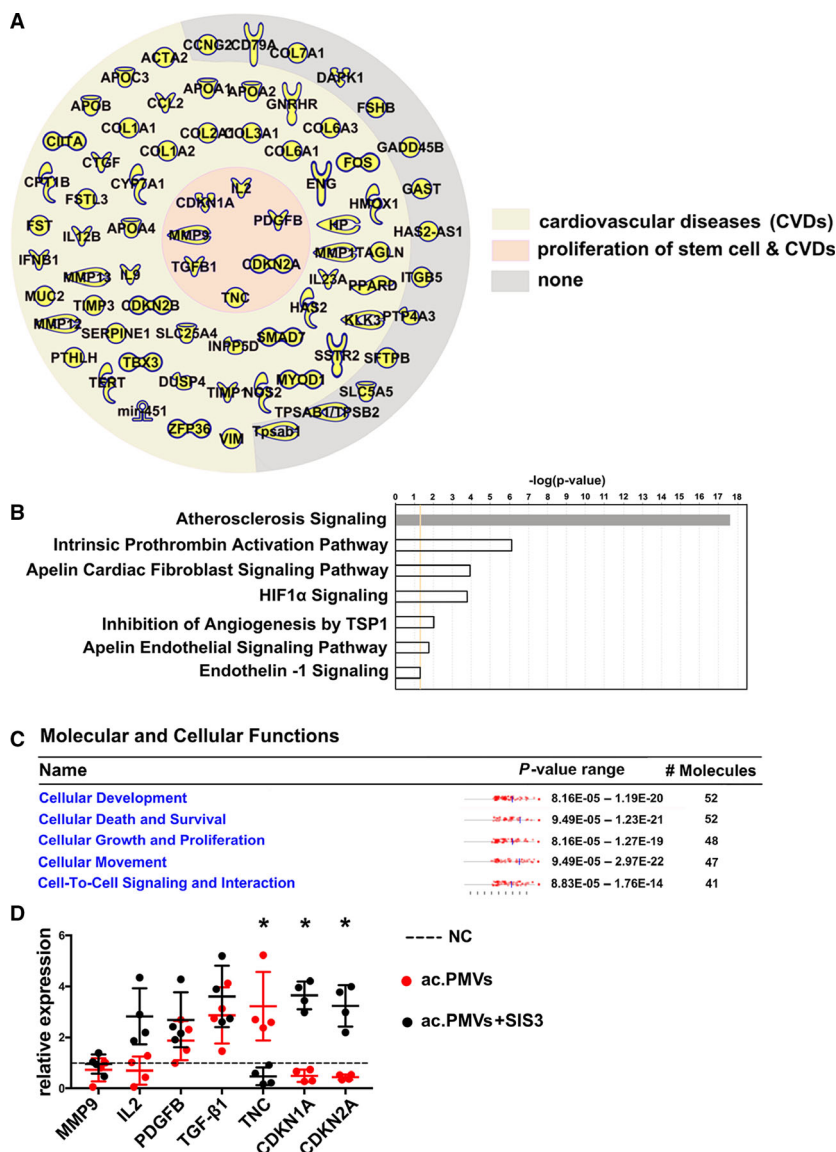 A
CCNG2 CD79A
ACTA2 COL7A1
APOC3 DAPK1
APOA1 APOA2
APOB CCL2 GNRHR FSHB
COL1A1 COL2A1 COL3A1 COL6A3
CIITA COL1A2 COL6A1 GADD45B
CTGF FOS
CPT1B CYP7A1 IL2 ENG GAST
FSTL3 CDKN1A HMOX1
FST APOA4 PDGFB HP HAS2-AS1
IL12B MMP9
IFNB1 MMP1 TAGLN
MMP13 IL9 TGFB1 CDKN2A IL23A ITGB5
MUC2 TNC PPARD
TIMP3 CDKN2B HAS2 PTP4A3
MMP12 KLK3
SERPINE1 SLC25A4 SMAD7
PTHLH INPP5D SSTR2 SFTPB
TBX3
TERT DUSP4 MYOD1
TIMP1 NOS2 SLC5A5
mir-451 TPSAB1/TPSB2
ZFP36 VIM Tpsab1
cardiovascular diseases (CVDs)
proliferation of stem cell & CVDs
none
B
-log(p-value)
0 1 2 3 4 5 6 7 8 9 10 11 12 13 14 15 16 17 18
Atherosclerosis Signaling
Intrinsic Prothrombin Activation Pathway
Apelin Cardiac Fibroblast Signaling Pathway
HIF1α Signaling
Inhibition of Angiogenesis by TSP1
Apelin Endothelial Signaling Pathway
Endothelin -1 Signaling
C Molecular and Cellular Functions
Name P-value range # Molecules
Cellular Development 8.16E-05 – 1.19E-20 52
Cellular Death and Survival 9.49E-05 – 1.23E-21 52
Cellular Growth and Proliferation 8.16E-05 – 1.27E-19 48
Cellular Movement 9.49E-05 – 2.97E-22 47
Cell-To-Cell Signaling and Interaction 8.83E-05 – 1.76E-14 41
D
relative expression
6
4
2
0
* * *
MMP9 IL2 PDGFB TGF-β1 TNC CDKN1A CDKN2A
NC
ac.PMVs
ac.PMVs+SIS3